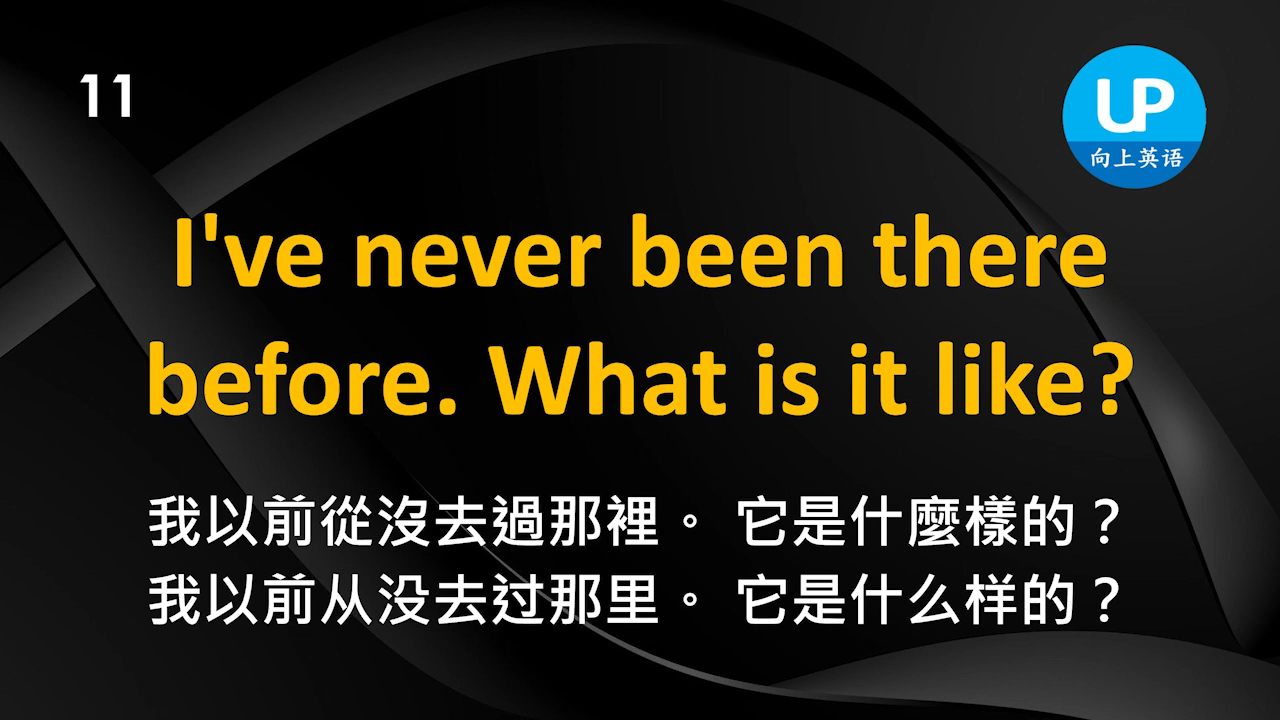 11
UP
向上英语
I've never been there
before. What is it like?
我以前從沒去過那裡。 它是什麼樣的？
我以前从没去过那里。 它是什么样的？